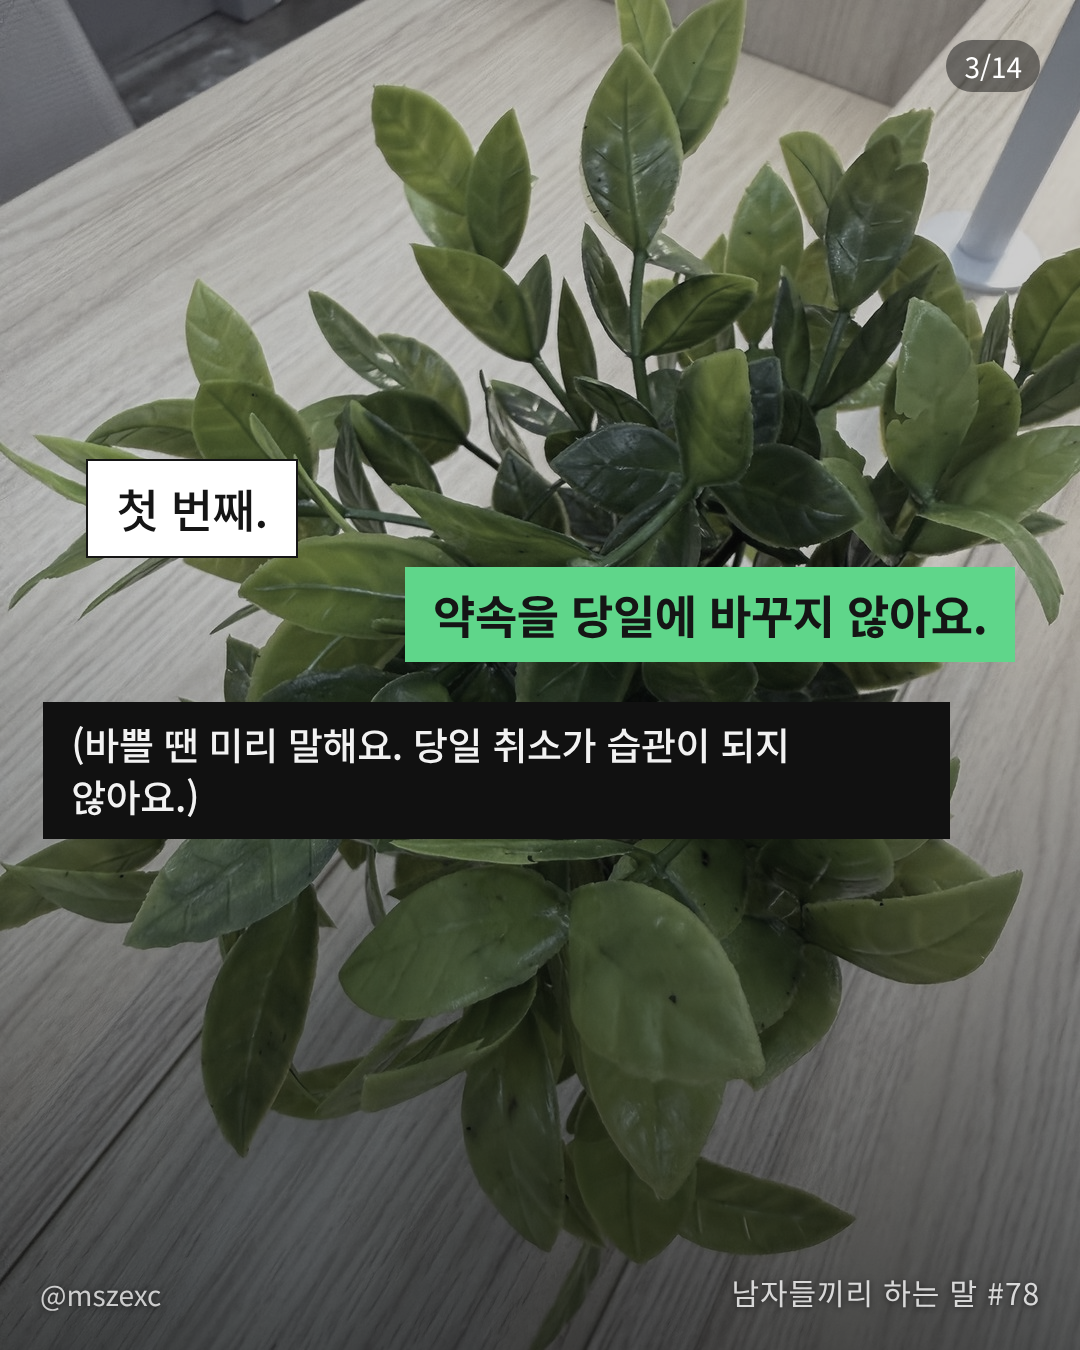 3/14
첫 번째.
약속을 당일에 바꾸지 않아요.
(바쁠 땐 미리 말해요. 당일 취소가 습관이 되지
않아요.)
@mszexc
남자들끼리 하는 말 #78